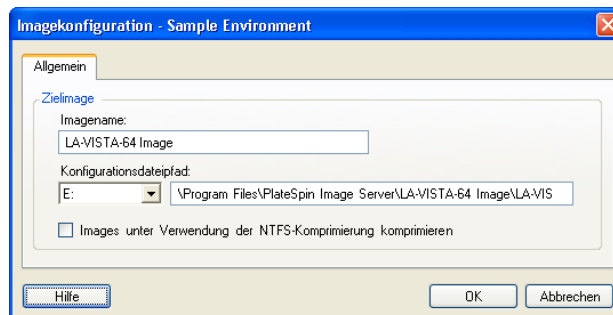 Imagekonfiguration - Sample Environment
Allgemein
Zielimage
Imagename:
LA-VISTA-64 Image
Konfigurationsdateipfad:
E: \Program Files\PlateSpin Image Server\LA-VISTA-64 Image\LA-VIS
Images unter Verwendung der NTFS-Komprimierung komprimieren
Hilfe OK Abbrechen